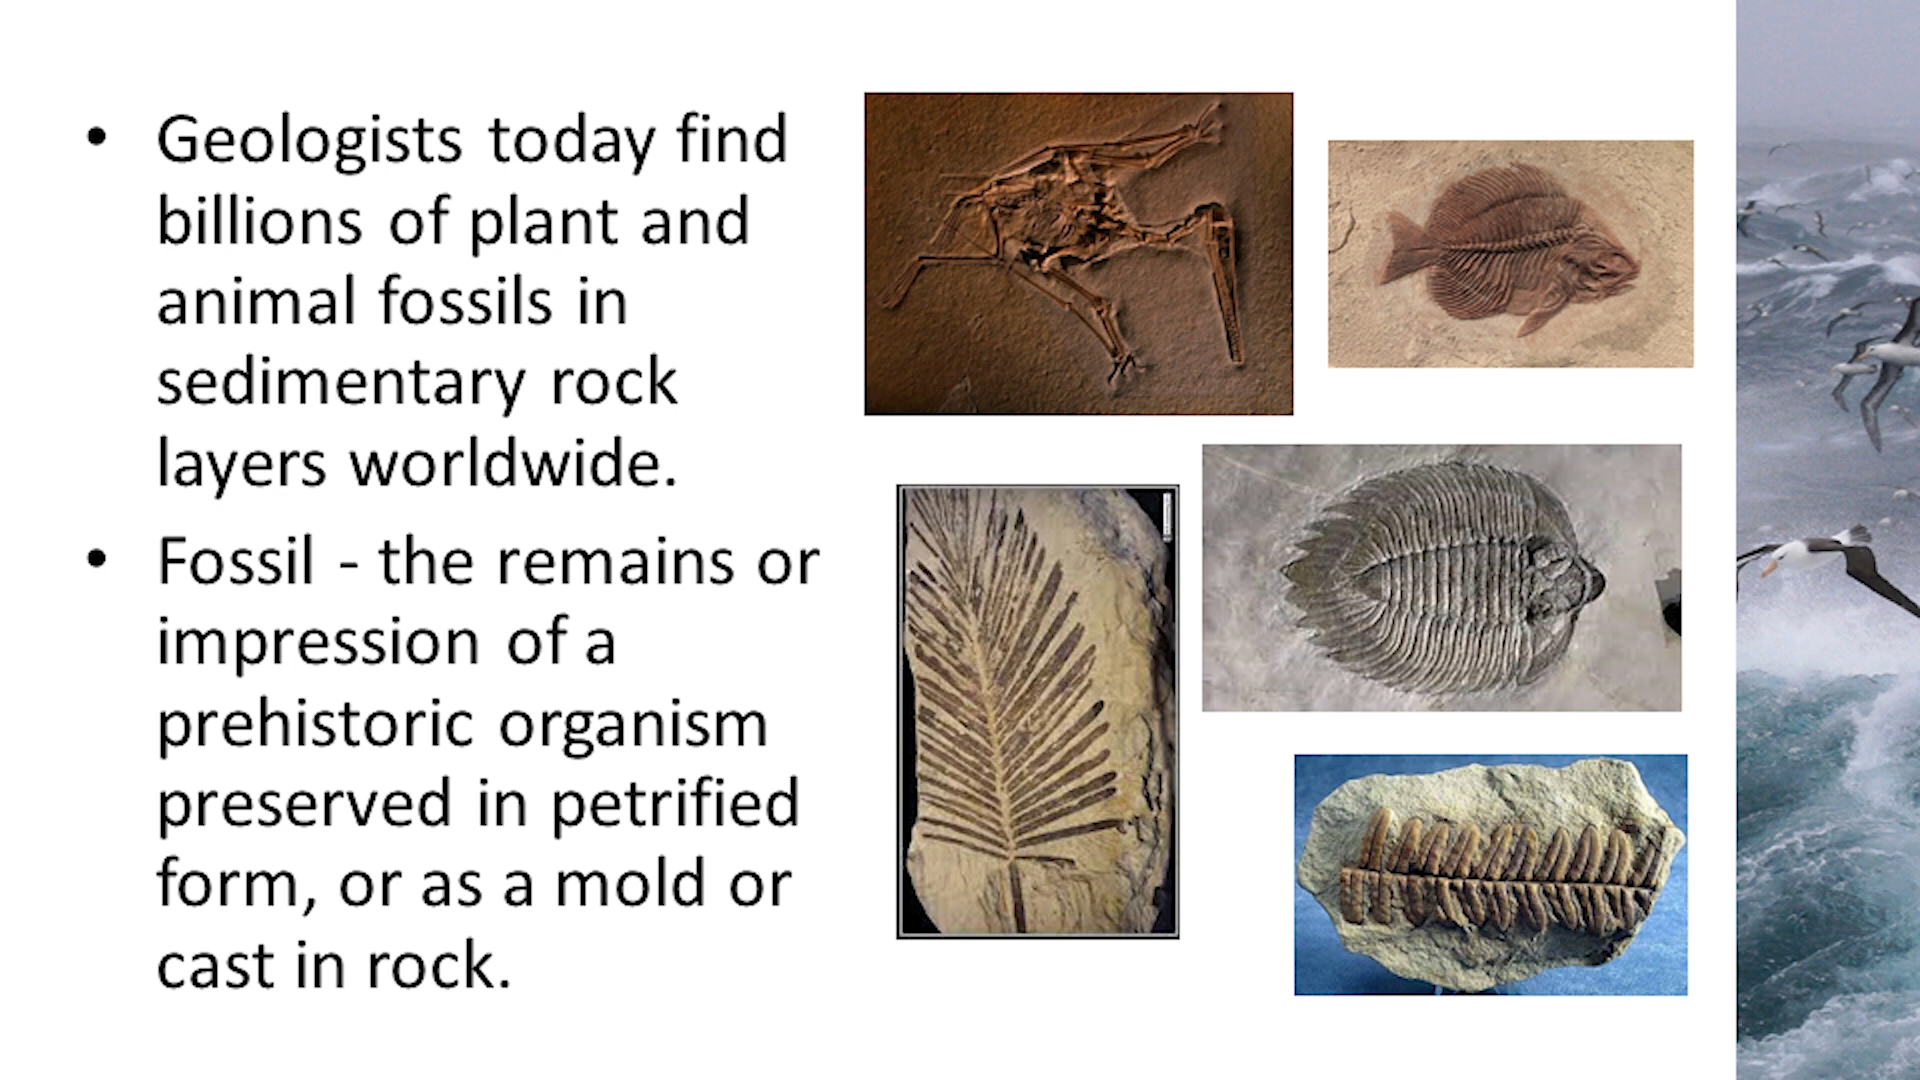 • Geologists today find
billions of plant and
animal fossils in
sedimentary rock
layers worldwide.
• Fossil - the remains or
impression of a
prehistoric organism
preserved in petrified
form, or as a mold or
cast in rock.